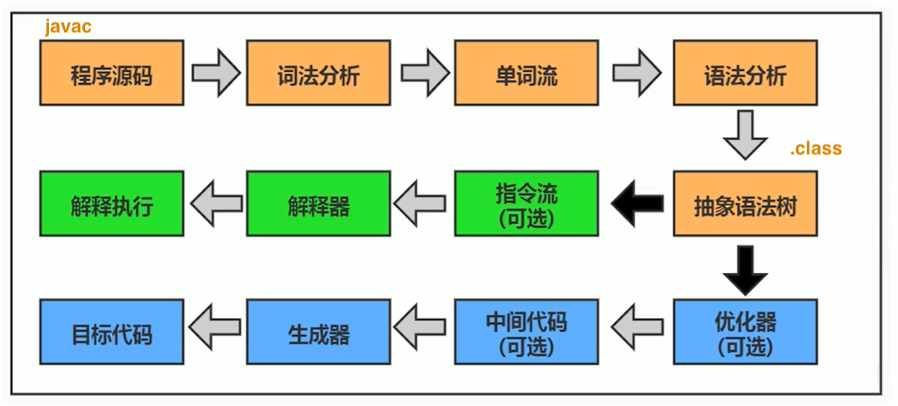 javac
程序源码
词法分析
单词流
语法分析
.class
解释执行
解释器
指令流
(可选)
抽象语法树
目标代码
生成器
中间代码
(可选)
优化器
(可选)